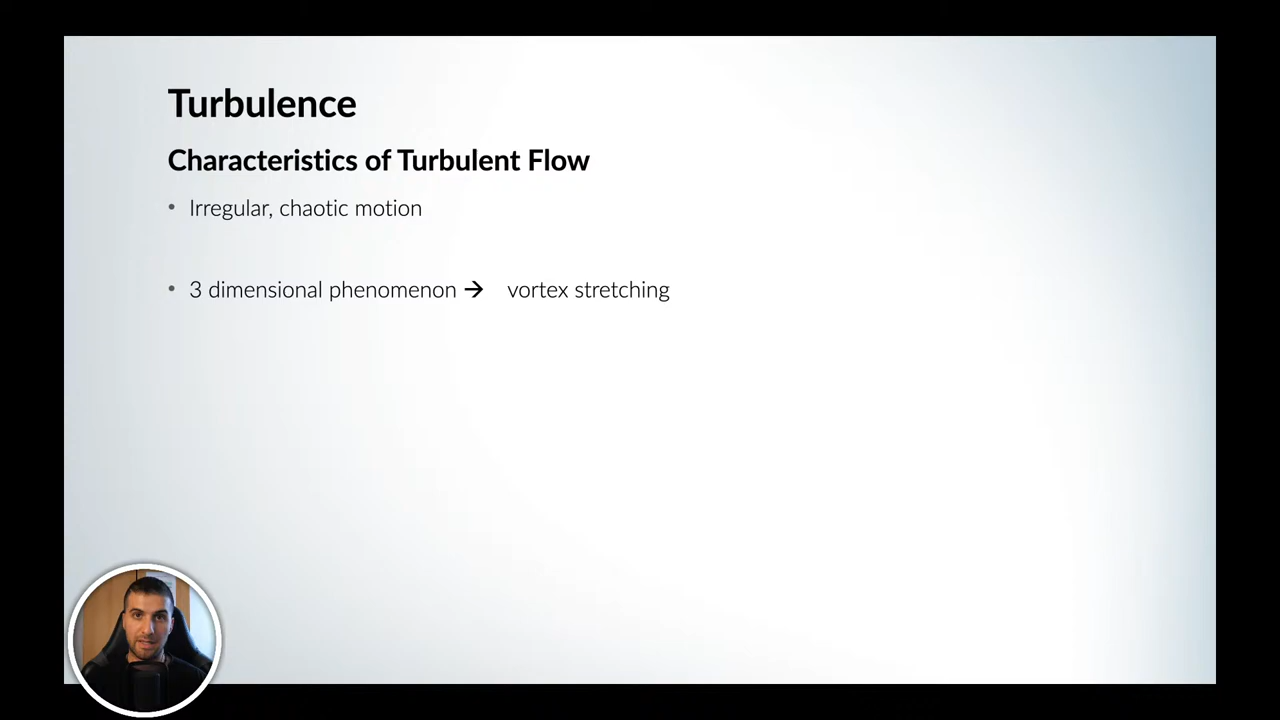 Turbulence
Characteristics of Turbulent Flow
• Irregular, chaotic motion
• 3 dimensional phenomenon → vortex stretching